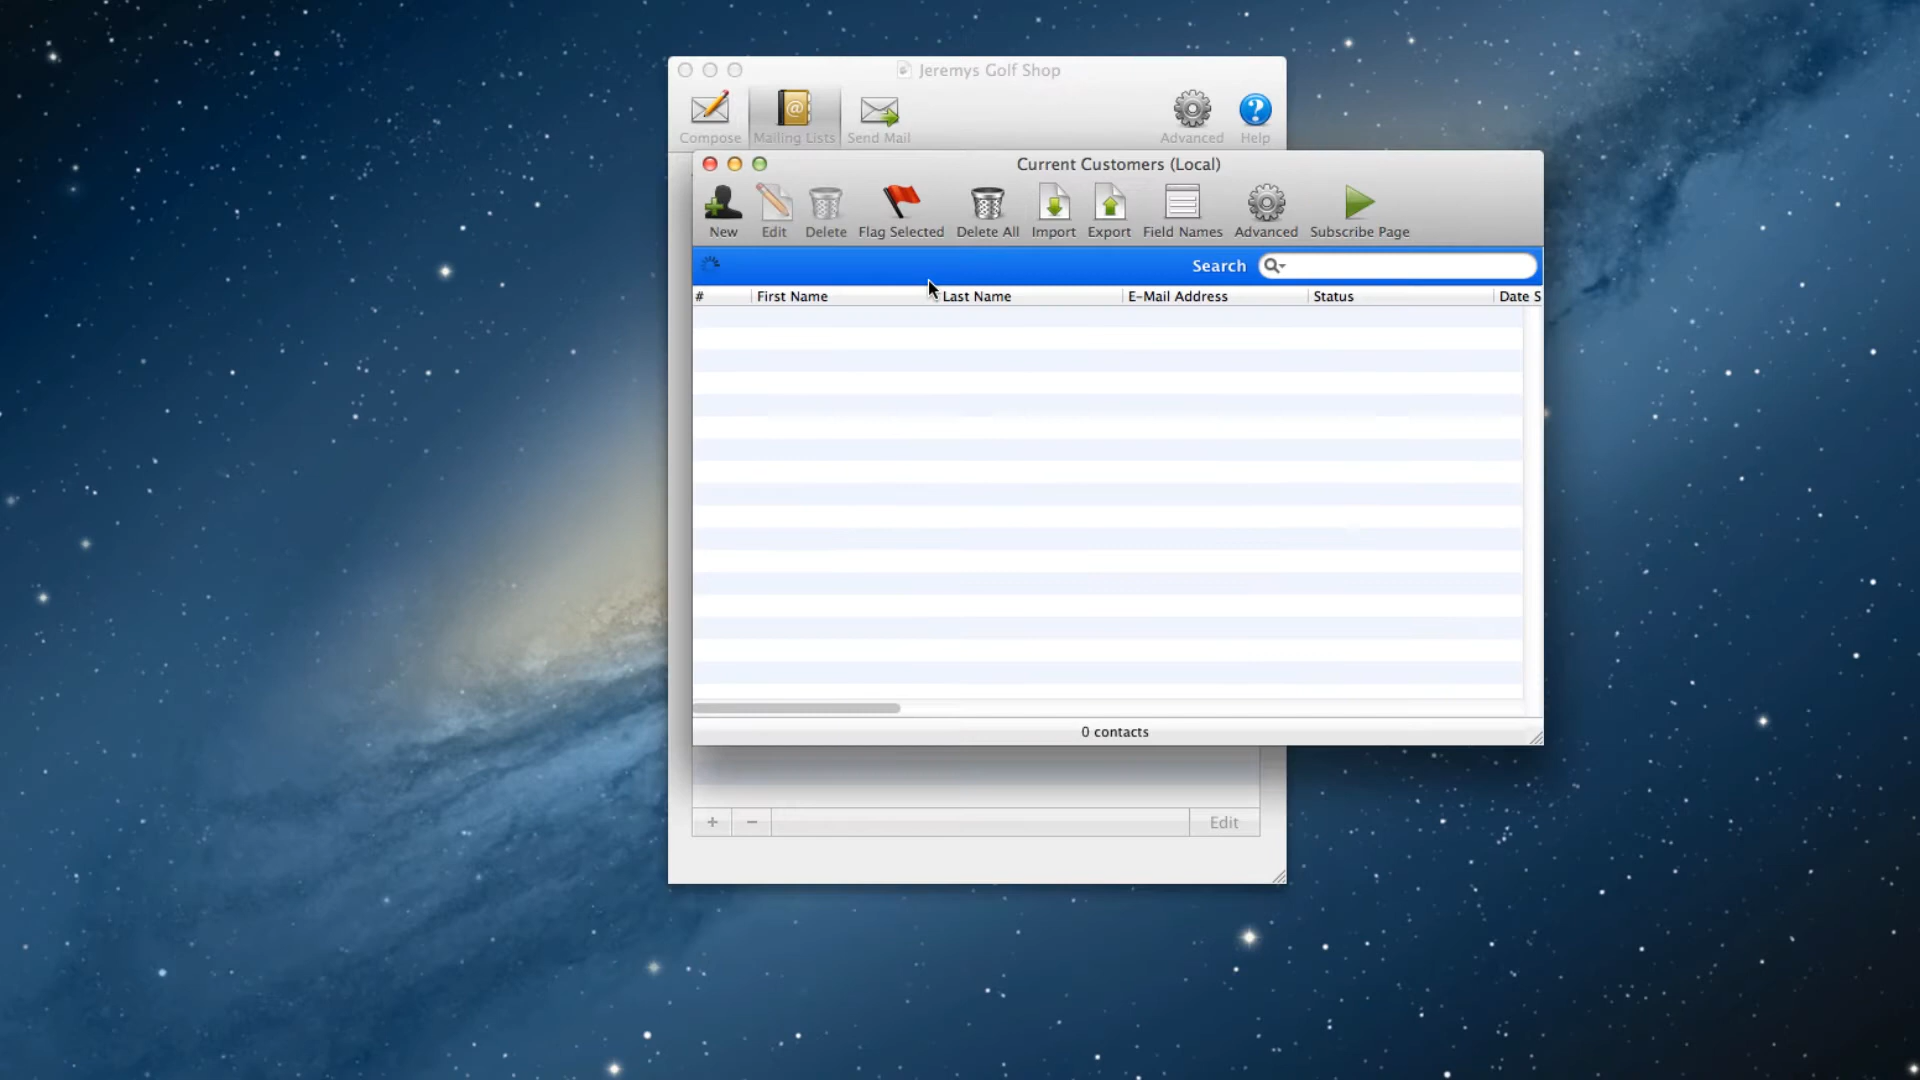 Jeremys Golf Shop
Compose Mailing Lists Send Mail Advanced Help
Current Customers (Local)
New Edit Delete Flag Selected Delete All Import Export Field Names Advanced Subscribe Page
Search
# First Name Last Name E-Mail Address Status Date S
0 contacts
+ − Edit